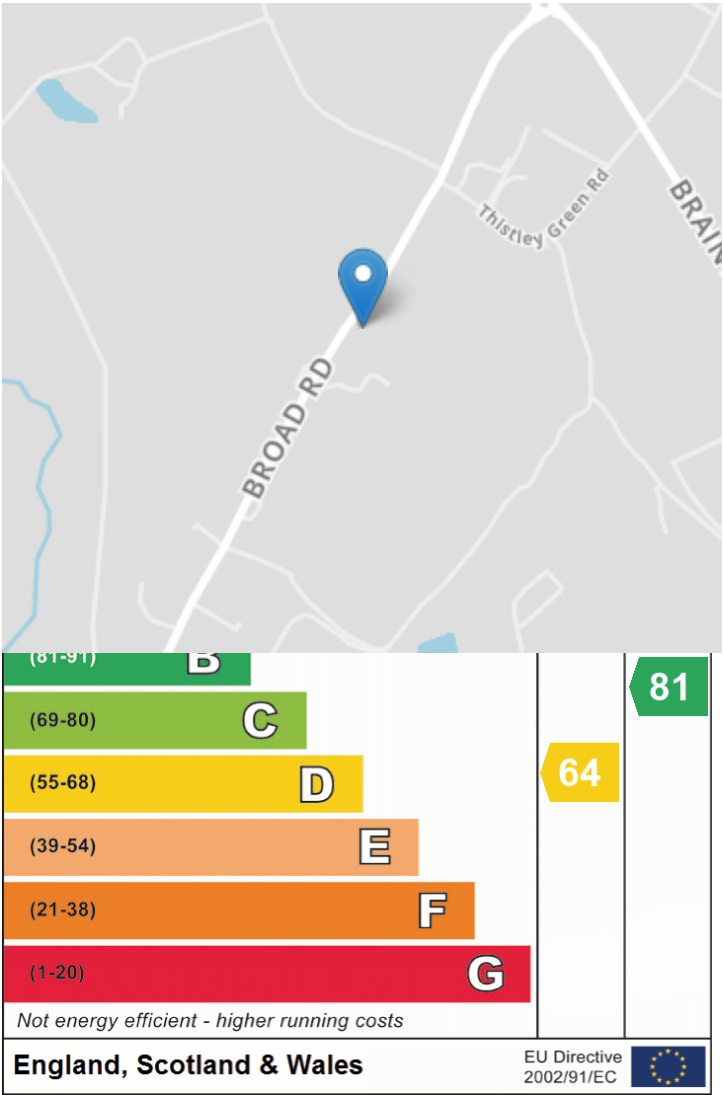 Thistley Green Rd
BRAIN
BROAD RD
(81-91) B
81
(69-80) C
(55-68) D
64
(39-54) E
(21-38) F
(1-20) G
Not energy efficient - higher running costs
England, Scotland & Wales
EU Directive
2002/91/EC